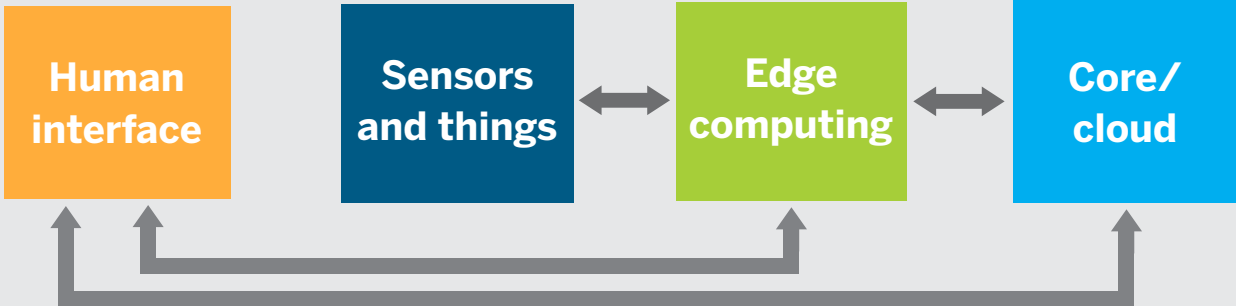 Human
interface
Sensors
and things
Edge
computing
Core/
cloud